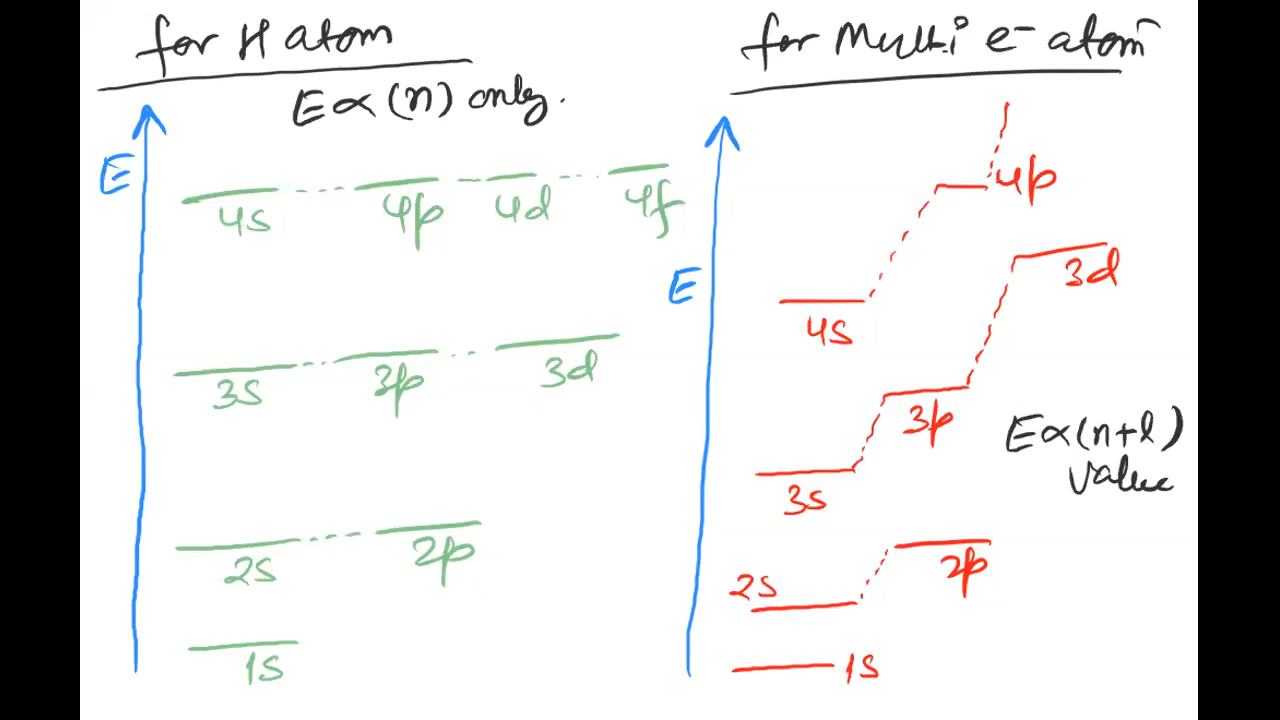 for H atom
E∝(n) only.
E
4s 4p 4d 4f
3s 3p 3d
2s 2p
1s
for Multi e⁻ atom
E
4p
3d
4s
3p
E∝(n+l)
value
3s
2s 2p
1s